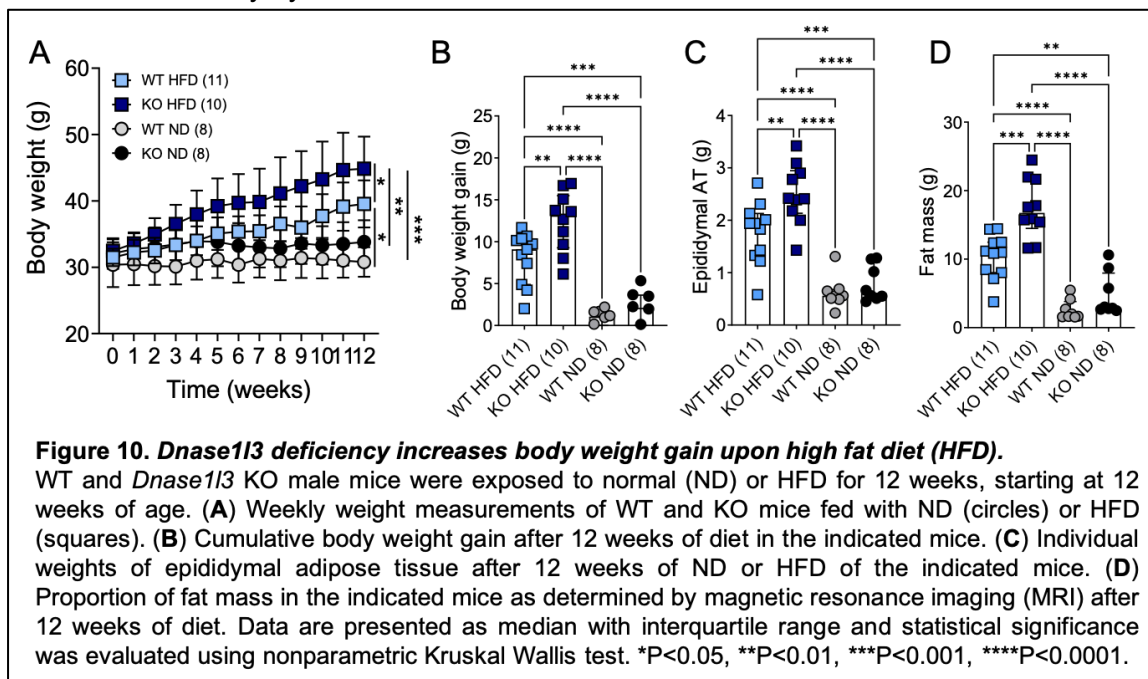 A
B
C
D
Body weight (g)
60
50
40
30
20
WT HFD (11)
KO HFD (10)
WT ND (8)
KO ND (8)
*
**
***
*
0 1 2 3 4 5 6 7 8 9 10 11 12
Time (weeks)
Body weight gain (g)
25
20
15
10
5
0
***
****
****
** ****
WT HFD (11)
KO HFD (10)
WT ND (8)
KO ND (8)
Epididymal AT (g)
4
3
2
1
0
***
****
****
** ****
WT HFD (11)
KO HFD (10)
WT ND (8)
KO ND (8)
Fat mass (g)
30
20
10
0
**
****
****
*** ****
WT HFD (11)
KO HFD (10)
WT ND (8)
KO ND (8)
Figure 10. Dnase1l3 deficiency increases body weight gain upon high fat diet (HFD).
WT and Dnase1l3 KO male mice were exposed to normal (ND) or HFD for 12 weeks, starting at 12
weeks of age. (A) Weekly weight measurements of WT and KO mice fed with ND (circles) or HFD
(squares). (B) Cumulative body weight gain after 12 weeks of diet in the indicated mice. (C) Individual
weights of epididymal adipose tissue after 12 weeks of ND or HFD of the indicated mice. (D)
Proportion of fat mass in the indicated mice as determined by magnetic resonance imaging (MRI) after
12 weeks of diet. Data are presented as median with interquartile range and statistical significance
was evaluated using nonparametric Kruskal Wallis test. *P<0.05, **P<0.01, ***P<0.001, ****P<0.0001.